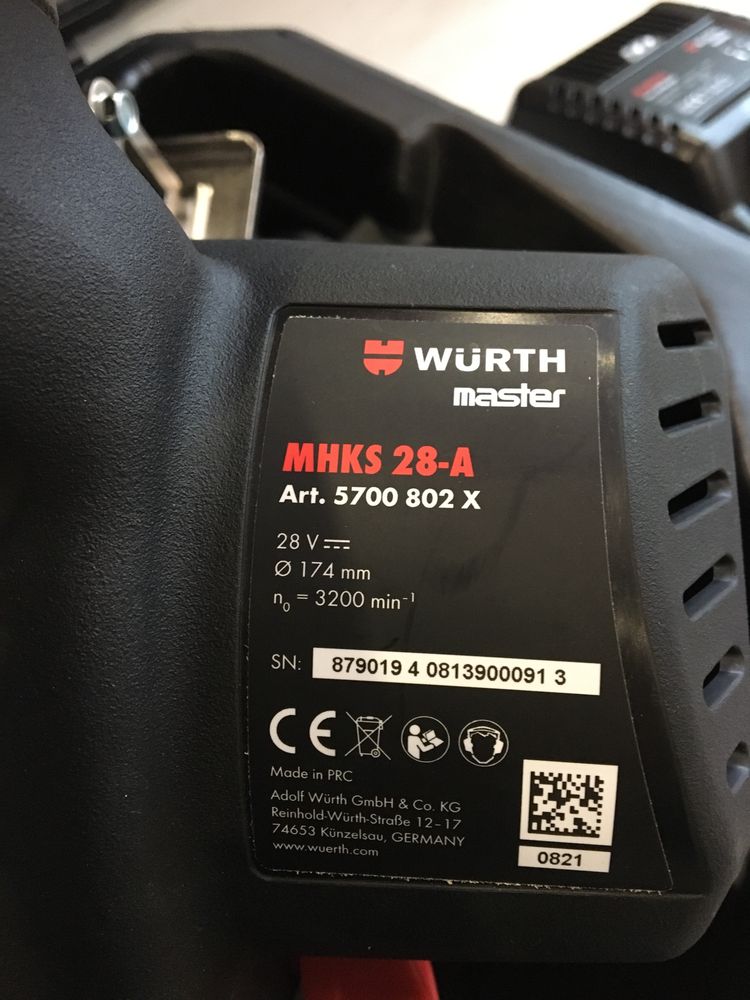 WÜRTH
master
MHKS 28-A
Art. 5700 802 X
28 V
Ø 174 mm
n₀ = 3200 min⁻¹
SN: 879019 4 0813900091 3
CE
Made in PRC
Adolf Würth GmbH & Co. KG
Reinhold-Würth-Straße 12–17
74653 Künzelsau, GERMANY
www.wuerth.com
0821